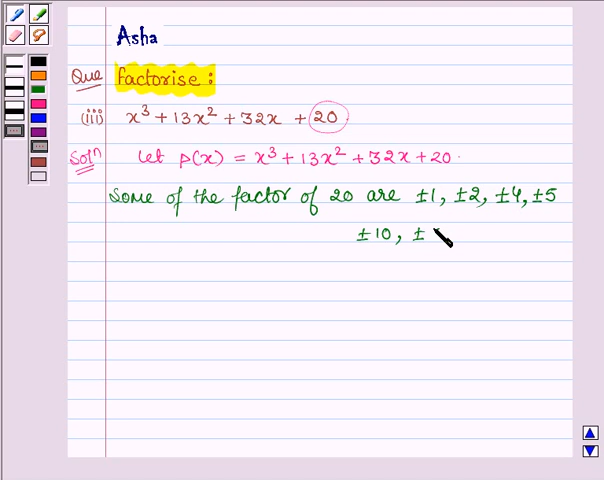 Asha
Que factorise :
(iii) x³ + 13x² + 32x + 20
Solⁿ Let p(x) = x³ + 13x² + 32x + 20.
Some of the factor of 20 are ±1, ±2, ±4, ±5
±10, ±